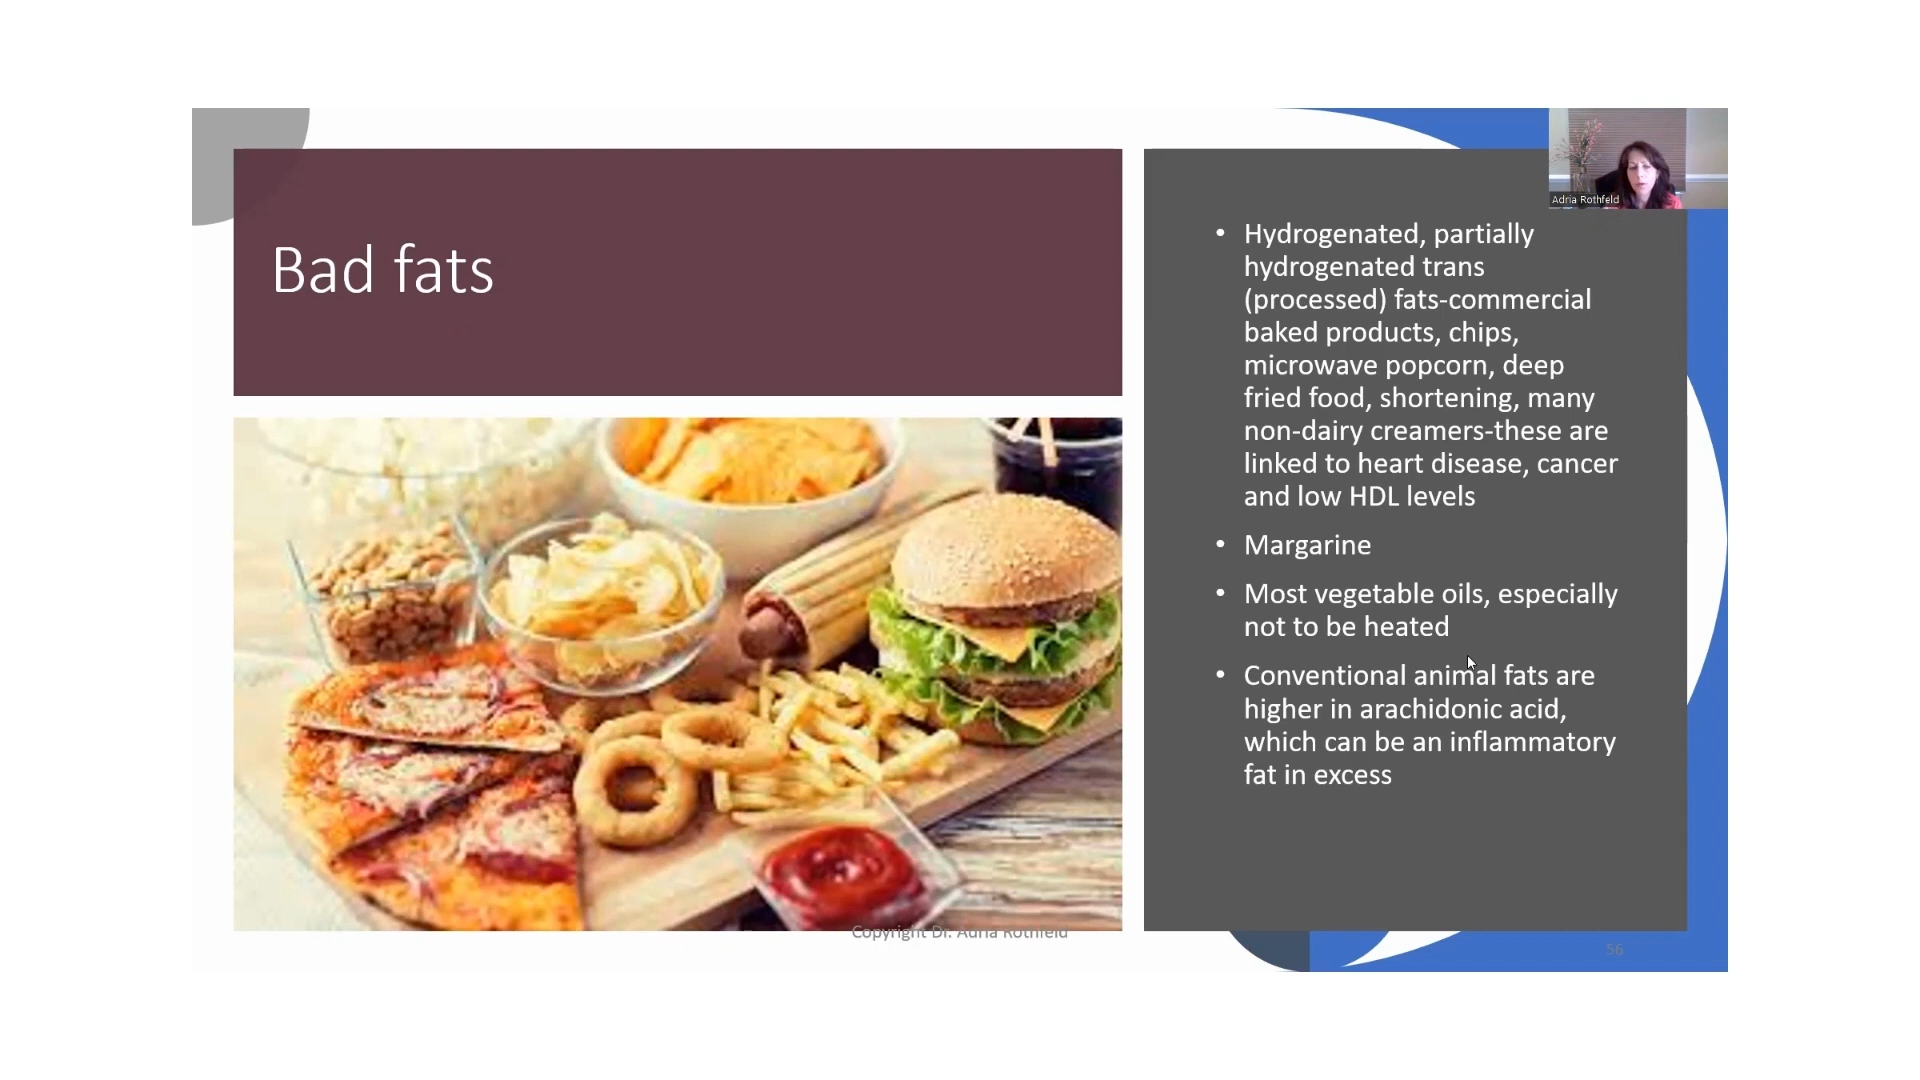 Bad fats
Adria Rothfeld
• Hydrogenated, partially
hydrogenated trans
(processed) fats-commercial
baked products, chips,
microwave popcorn, deep
fried food, shortening, many
non-dairy creamers-these are
linked to heart disease, cancer
and low HDL levels
• Margarine
• Most vegetable oils, especially
not to be heated
• Conventional animal fats are
higher in arachidonic acid,
which can be an inflammatory
fat in excess
Copyright Dr. Adria Rothfeld
56